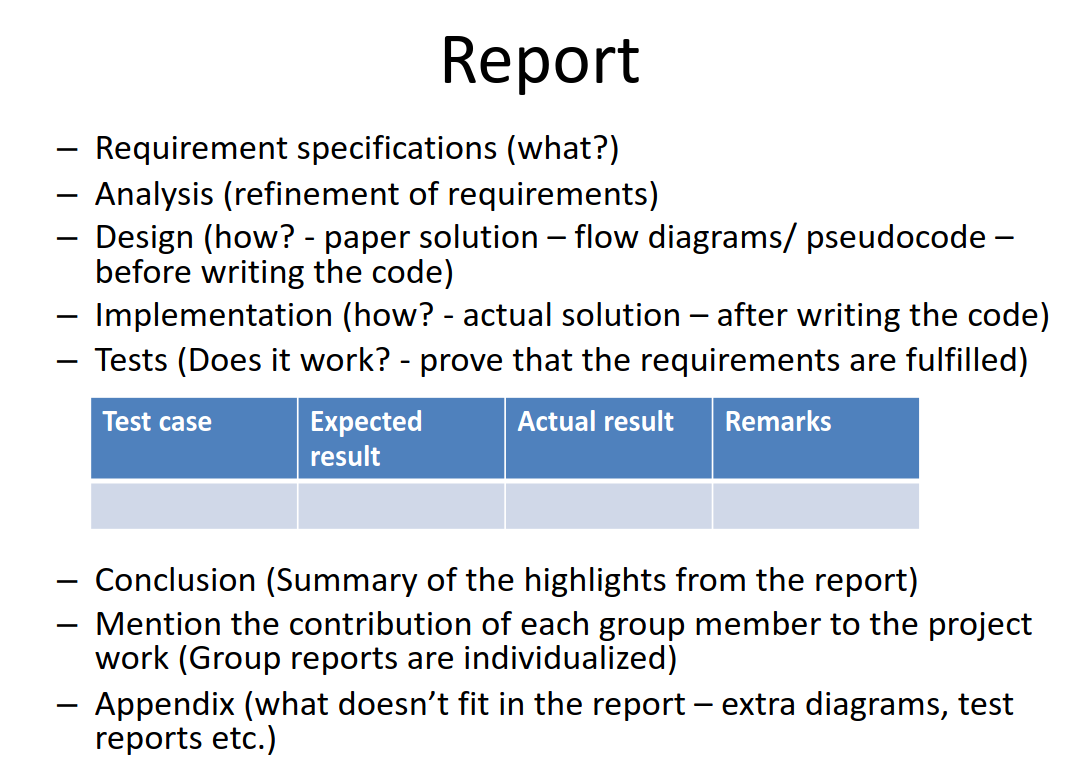 Report
– Requirement specifications (what?)
– Analysis (refinement of requirements)
– Design (how? - paper solution – flow diagrams/ pseudocode –
before writing the code)
– Implementation (how? - actual solution – after writing the code)
– Tests (Does it work? - prove that the requirements are fulfilled)
Test case Expected Actual result Remarks
result
– Conclusion (Summary of the highlights from the report)
– Mention the contribution of each group member to the project
work (Group reports are individualized)
– Appendix (what doesn’t fit in the report – extra diagrams, test
reports etc.)